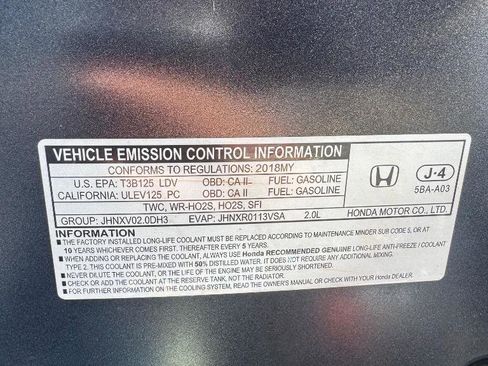 VEHICLE EMISSION CONTROL INFORMATION
CONFORMS TO REGULATIONS: 2018MY
U.S. EPA: T3B125 LDV OBD: CA II FUEL: GASOLINE
CALIFORNIA: ULEV125 PC OBD: CA II FUEL: GASOLINE
TWC, WR-HO2S, HO2S, SFI
GROUP: JHNXV02.0DH3 EVAP: JHNXR0113VSA 2.0L
J-4
5BA-A03
HONDA MOTOR CO., LTD.
INFORMATION
THE FACTORY INSTALLED LONG-LIFE COOLANT MUST BE REPLACED ACCORDING TO MAINTENANCE MINDER SUB COMBO 5, OR AT
10 YEARS WHICHEVER COMES FIRST, THEREAFTER EVERY 5 YEARS.
WHEN ADDING OR REPLACING COOLANT, ALWAYS USE Honda RECOMMENDED GENUINE LONG-LIFE ANTI-FREEZE / COOLANT
TYPE 2. THIS COOLANT IS PRE-MIXED WITH 50% DISTILLED WATER. IT DOES NOT REQUIRE ANY ADDITIONAL MIXING.
NEVER DILUTE THE COOLANT, OR THE LIFE OF THE ENGINE MAY BE SERIOUSLY SHORTENED.
CHECK OR ADD THE COOLANT AT THE RESERVE TANK, NOT THE RADIATOR.
FOR FURTHER INFORMATION ON THE COOLING SYSTEM, READ THE OWNER'S MANUAL OR CHECK WITH AN Honda DEALER.